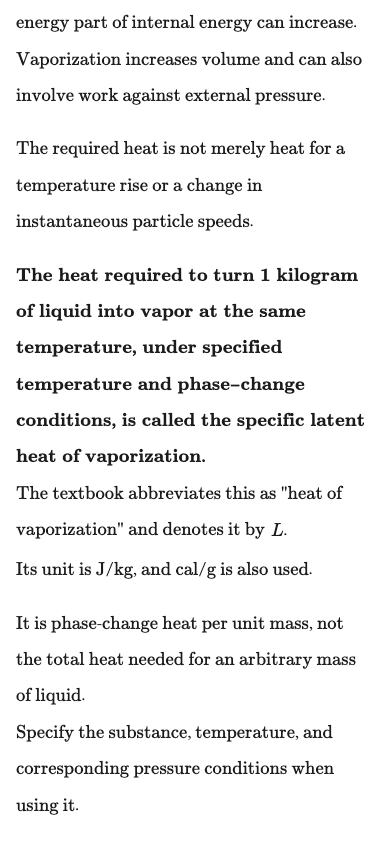 energy part of internal energy can increase.
Vaporization increases volume and can also
involve work against external pressure.
The required heat is not merely heat for a
temperature rise or a change in
instantaneous particle speeds.
The heat required to turn 1 kilogram
of liquid into vapor at the same
temperature, under specified
temperature and phase-change
conditions, is called the specific latent
heat of vaporization.
The textbook abbreviates this as "heat of
vaporization" and denotes it by L.
Its unit is J/kg, and cal/g is also used.
It is phase-change heat per unit mass, not
the total heat needed for an arbitrary mass
of liquid.
Specify the substance, temperature, and
corresponding pressure conditions when
using it.